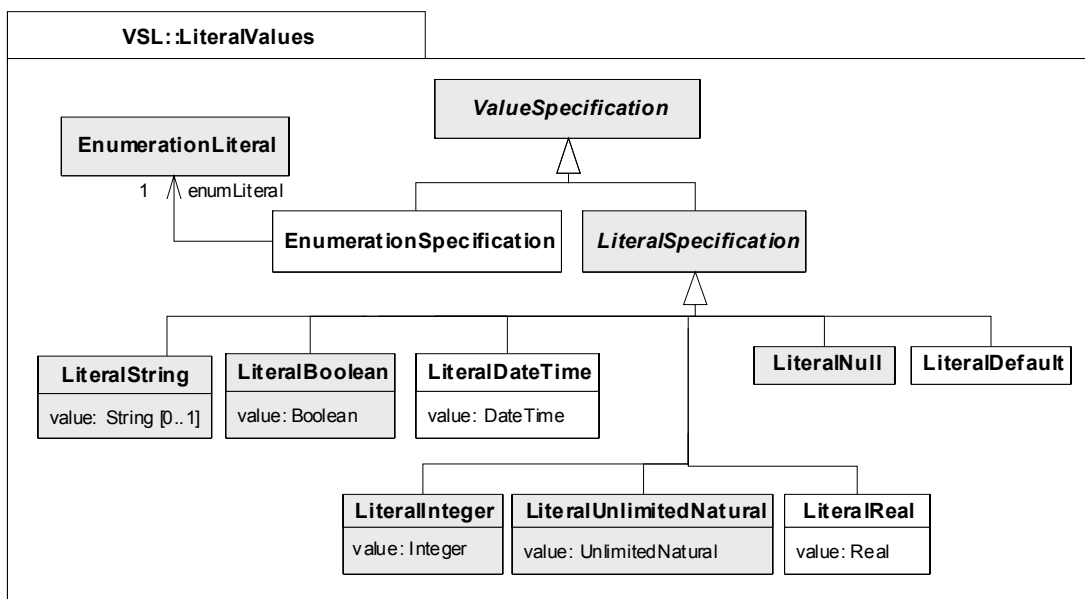 VSL::LiteralValues
ValueSpecification
EnumerationLiteral
1 enumLiteral
EnumerationSpecification
LiteralSpecification
LiteralString
value: String [0..1]
LiteralBoolean
value: Boolean
LiteralDateTime
value: DateTime
LiteralNull
LiteralDefault
LiteralInteger
value: Integer
LiteralUnlimitedNatural
value: UnlimitedNatural
LiteralReal
value: Real